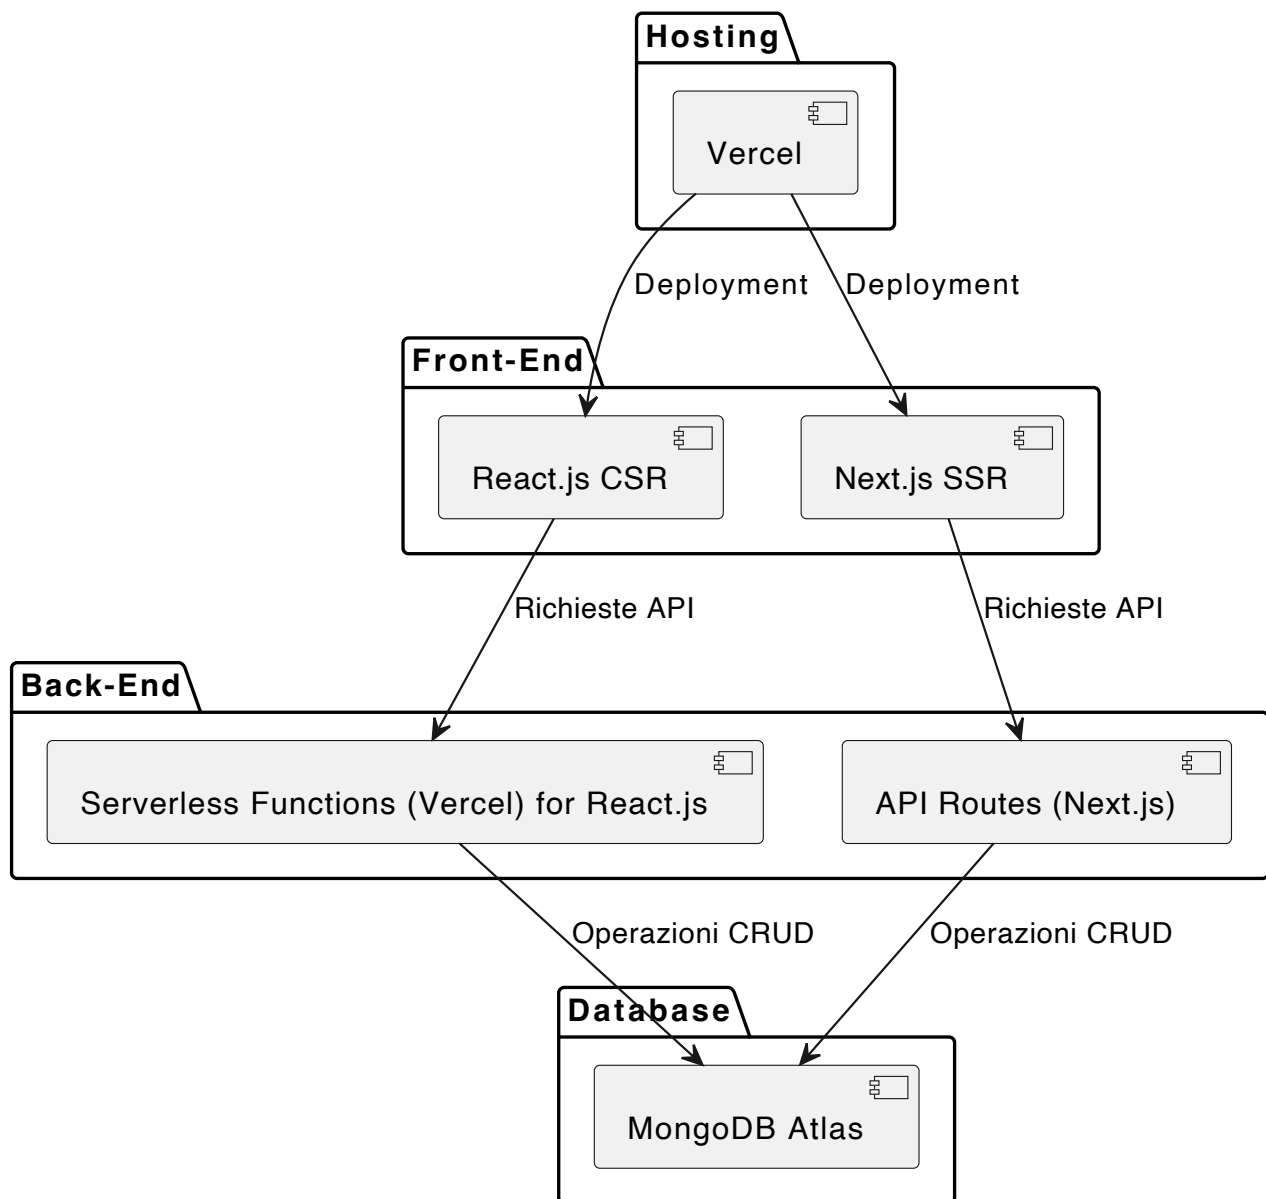 Hosting
Vercel
Deployment
Deployment
Front-End
React.js CSR
Next.js SSR
Richieste API
Richieste API
Back-End
Serverless Functions (Vercel) for React.js
API Routes (Next.js)
Operazioni CRUD
Operazioni CRUD
Database
MongoDB Atlas